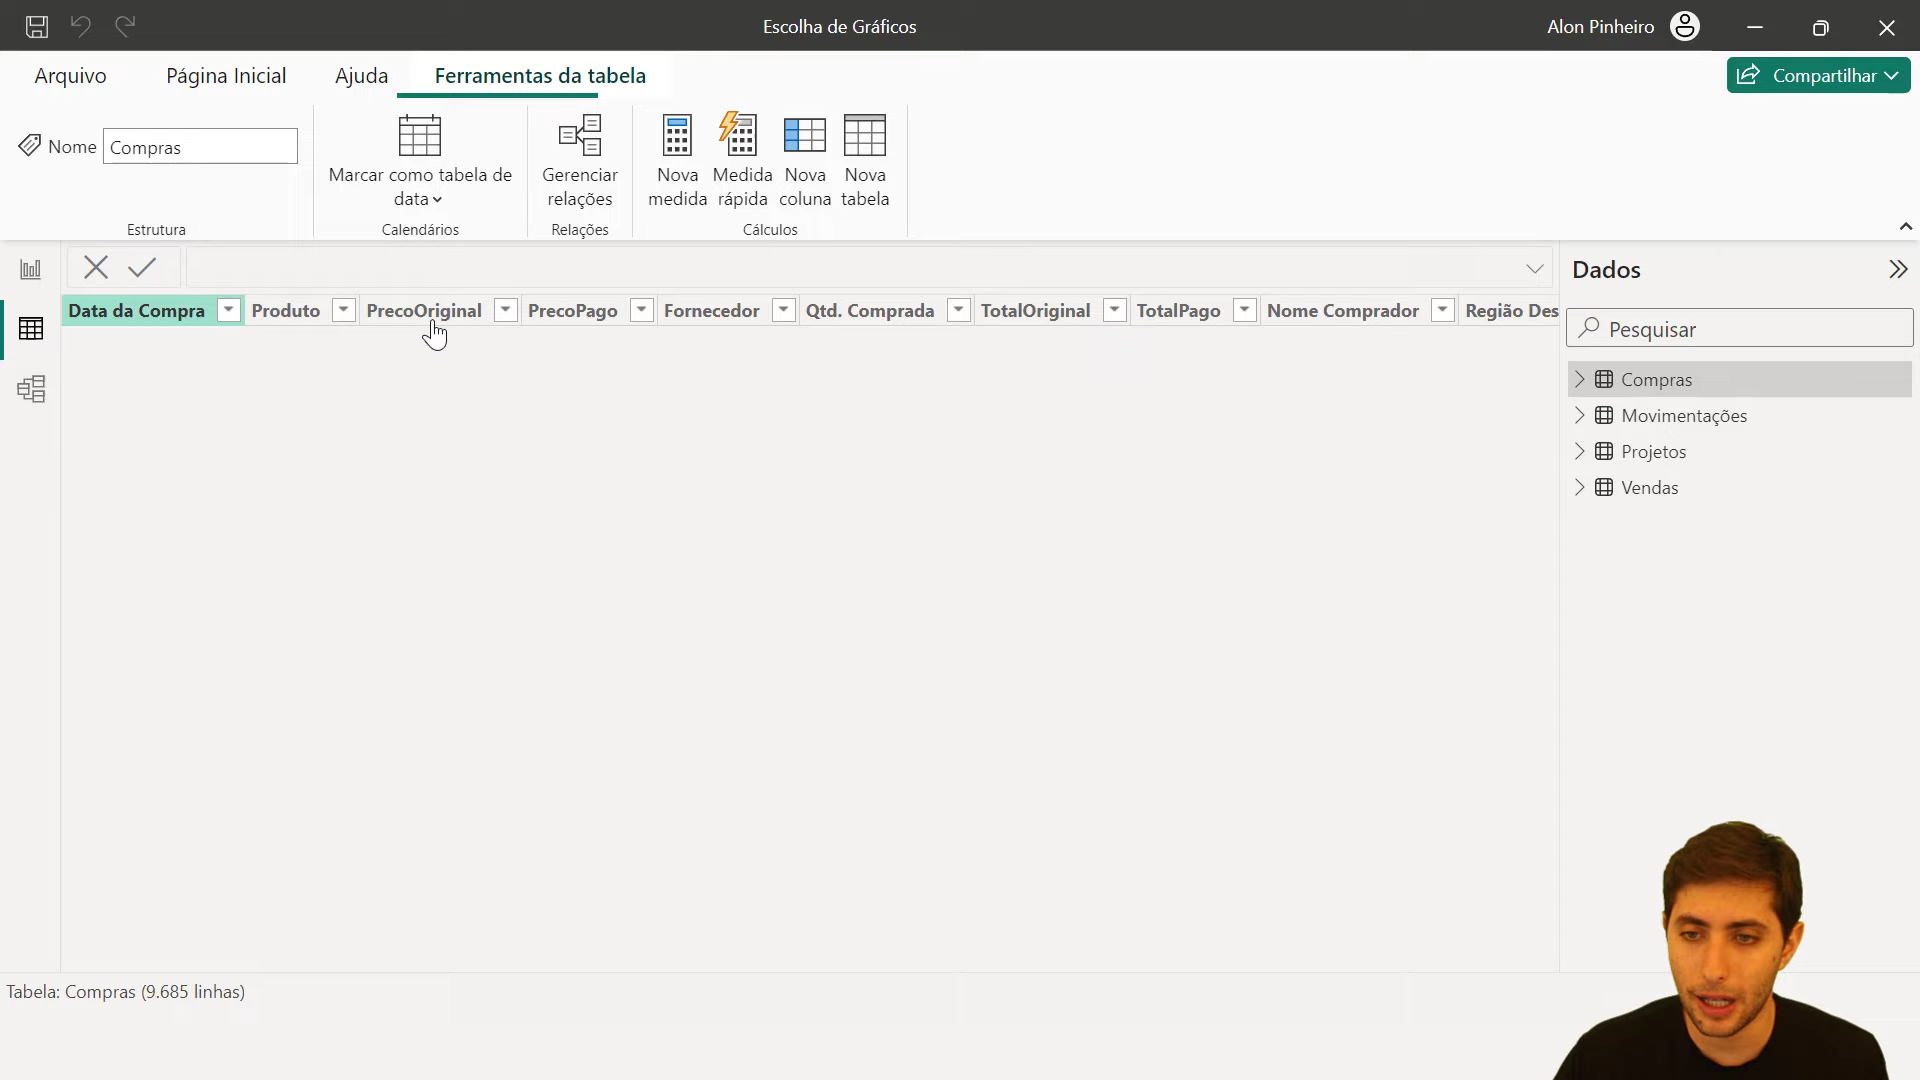 Escolha de Gráficos
Alon Pinheiro
Arquivo
Página Inicial
Ajuda
Ferramentas da tabela
Compartilhar
Nome
Compras
Marcar como tabela de
data
Gerenciar
relações
Nova
medida
Medida
rápida
Nova
coluna
Nova
tabela
Estrutura
Calendários
Relações
Cálculos
Dados
Data da Compra
Produto
PrecoOriginal
PrecoPago
Fornecedor
Qtd. Comprada
TotalOriginal
TotalPago
Nome Comprador
Região Des
Pesquisar
Compras
Movimentações
Projetos
Vendas
Tabela: Compras (9.685 linhas)